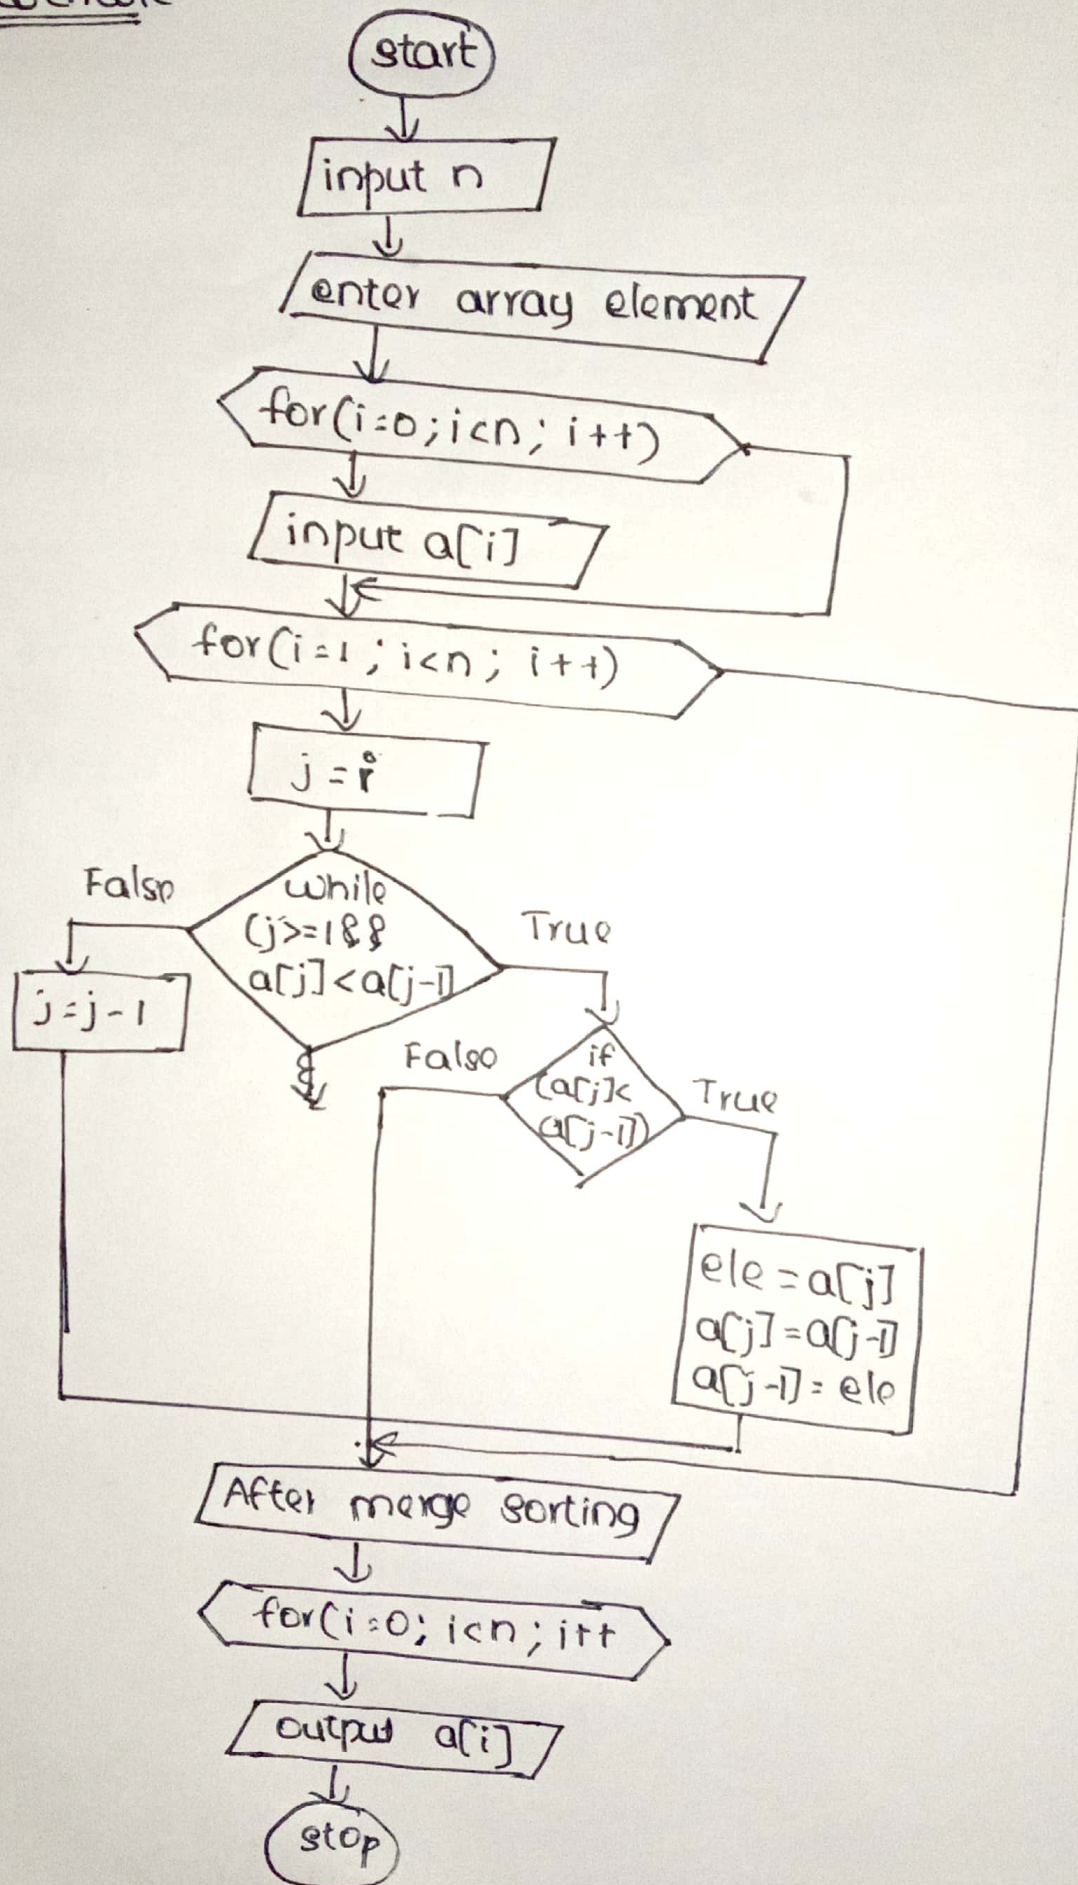 start
input n
enter array element
for(i=0; i<n; i++)
input a[i]
for(i=1; i<n; i++)
j=i
False
while
(j>=1&&
a[j]<a[j-1]
True
j=j-1
False
if
(a[j]<
a[j-1])
True
ele=a[j]
a[j]=a[j-1]
a[j-1]=ele
After merge sorting
for(i=0; i<n; i++
output a[i]
stop